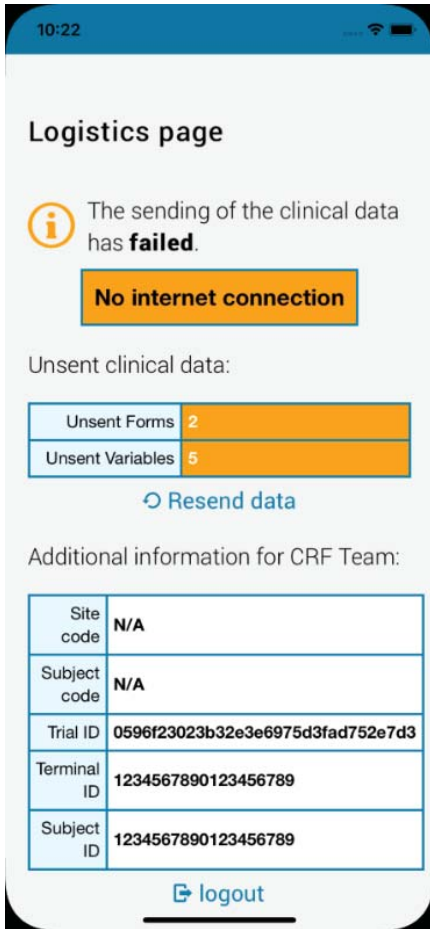 10:22
Logistics page
The sending of the clinical data
has failed.
No internet connection
Unsent clinical data:
Unsent Forms 2
Unsent Variables 5
Resend data
Additional information for CRF Team:
Site
code N/A
Subject
code N/A
Trial ID 0596f23023b32e3e6975d3fad752e7d3
Terminal
ID 1234567890123456789
Subject
ID 1234567890123456789
logout